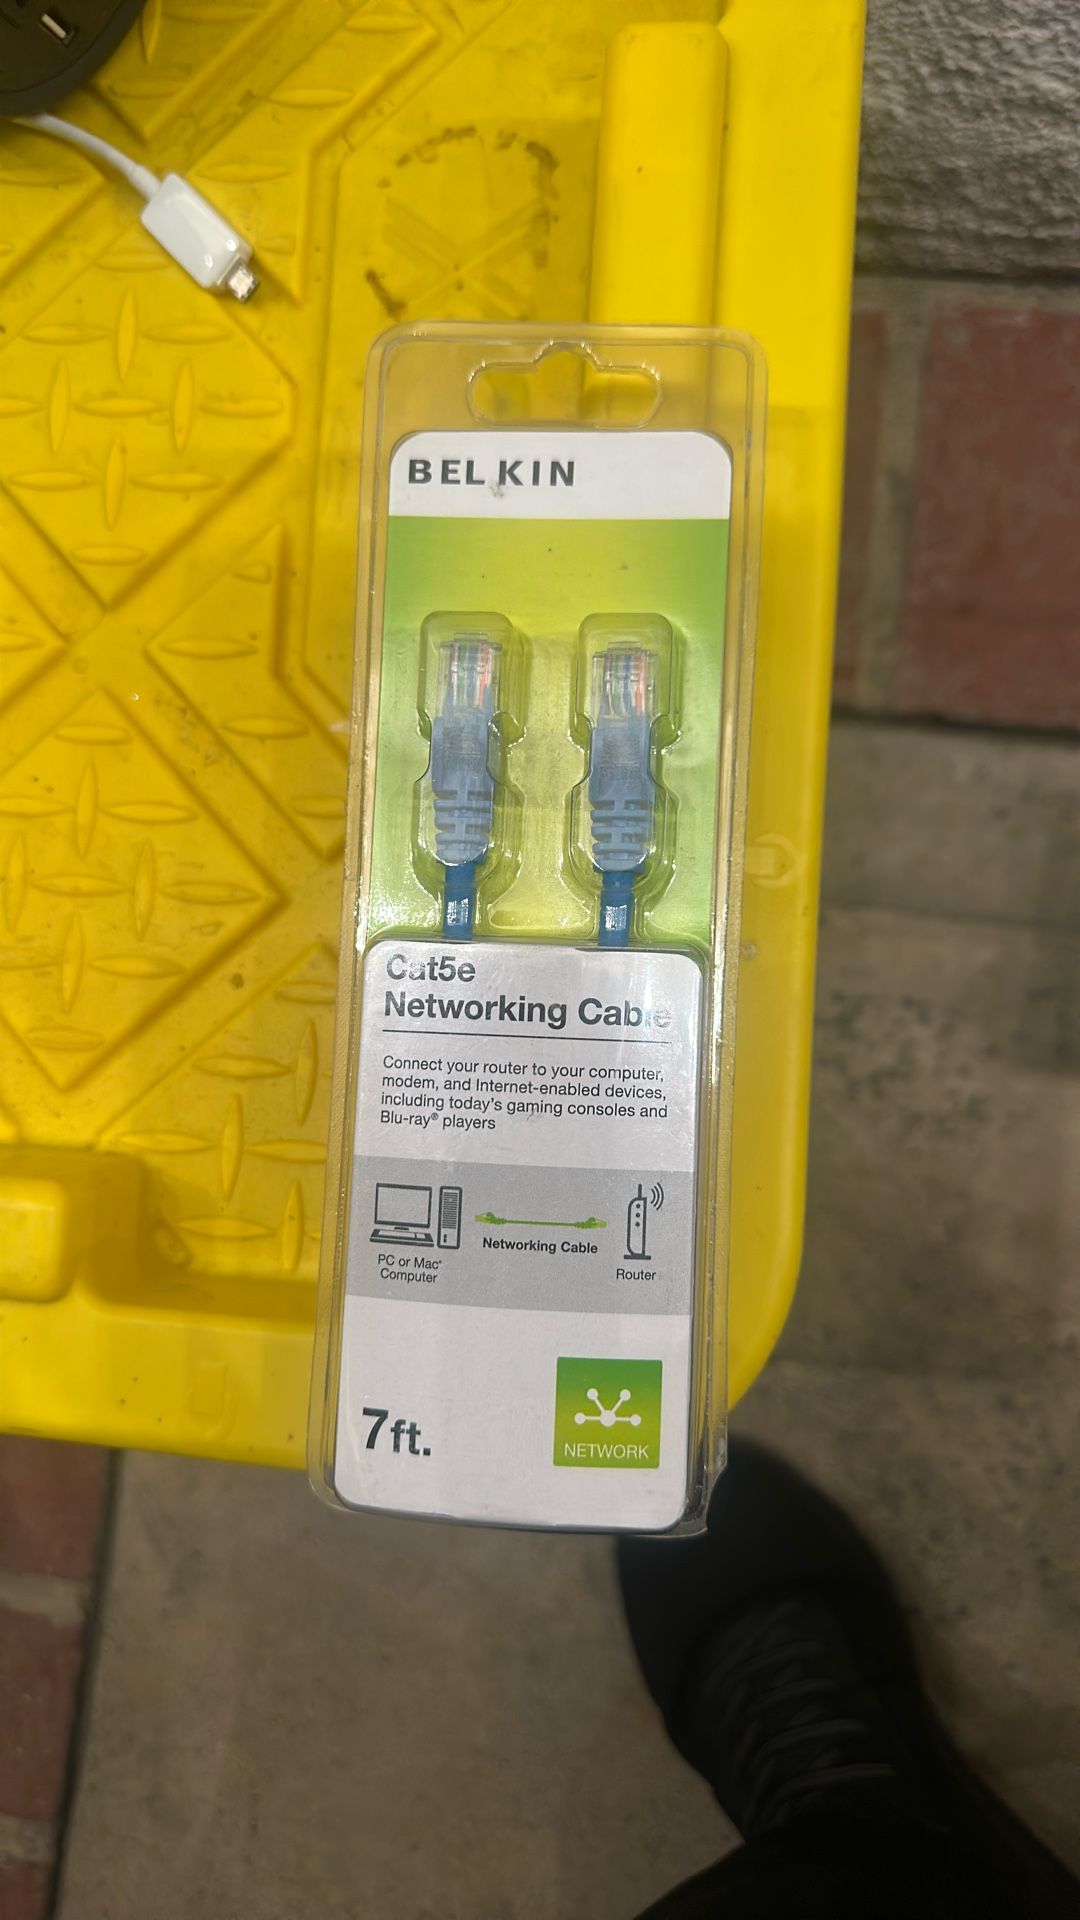 BELKIN
Cat5e
Networking Cable
Connect your router to your computer,
modem, and Internet-enabled devices,
including today's gaming consoles and
Blu-ray® players
PC or Mac*
Computer
Networking Cable
Router
7ft.
NETWORK